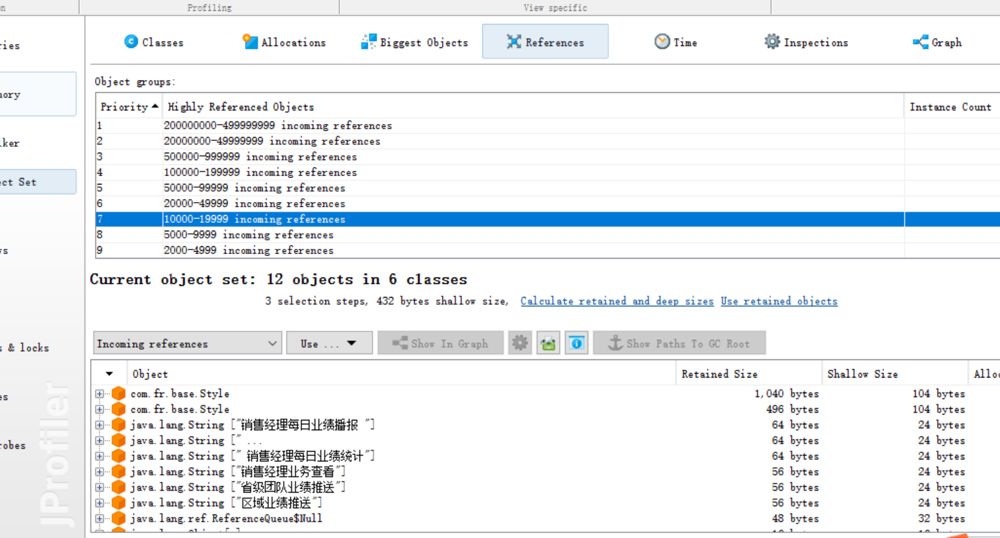 Profiling
View specific
Classes
Allocations
Biggest Objects
References
Time
Inspections
Graph
Object groups:
Priority
Highly Referenced Objects
Instance Count
1 200000000-499999999 incoming references
2 20000000-49999999 incoming references
3 500000-999999 incoming references
4 100000-199999 incoming references
5 50000-99999 incoming references
6 20000-49999 incoming references
7 10000-19999 incoming references
8 5000-9999 incoming references
9 2000-4999 incoming references
ect Set
s & locks
robes
JProfiler
Current object set: 12 objects in 6 classes
3 selection steps, 432 bytes shallow size, Calculate retained and deep sizes Use retained objects
Incoming references
Use ...
Show In Graph
Show Paths To GC Root
Object
Retained Size
Shallow Size
Alloc
com.fr.base.Style 1,040 bytes 104 bytes
com.fr.base.Style 496 bytes 104 bytes
java.lang.String ["销售经理每日业绩播报 "] 64 bytes 24 bytes
java.lang.String [" ... 64 bytes 24 bytes
java.lang.String [" 销售经理每日业绩统计"] 64 bytes 24 bytes
java.lang.String ["销售经理业务查看"] 56 bytes 24 bytes
java.lang.String ["省级团队业绩推送"] 56 bytes 24 bytes
java.lang.String ["区域业绩推送"] 56 bytes 24 bytes
java.lang.ref.ReferenceQueue$Null 48 bytes 32 bytes